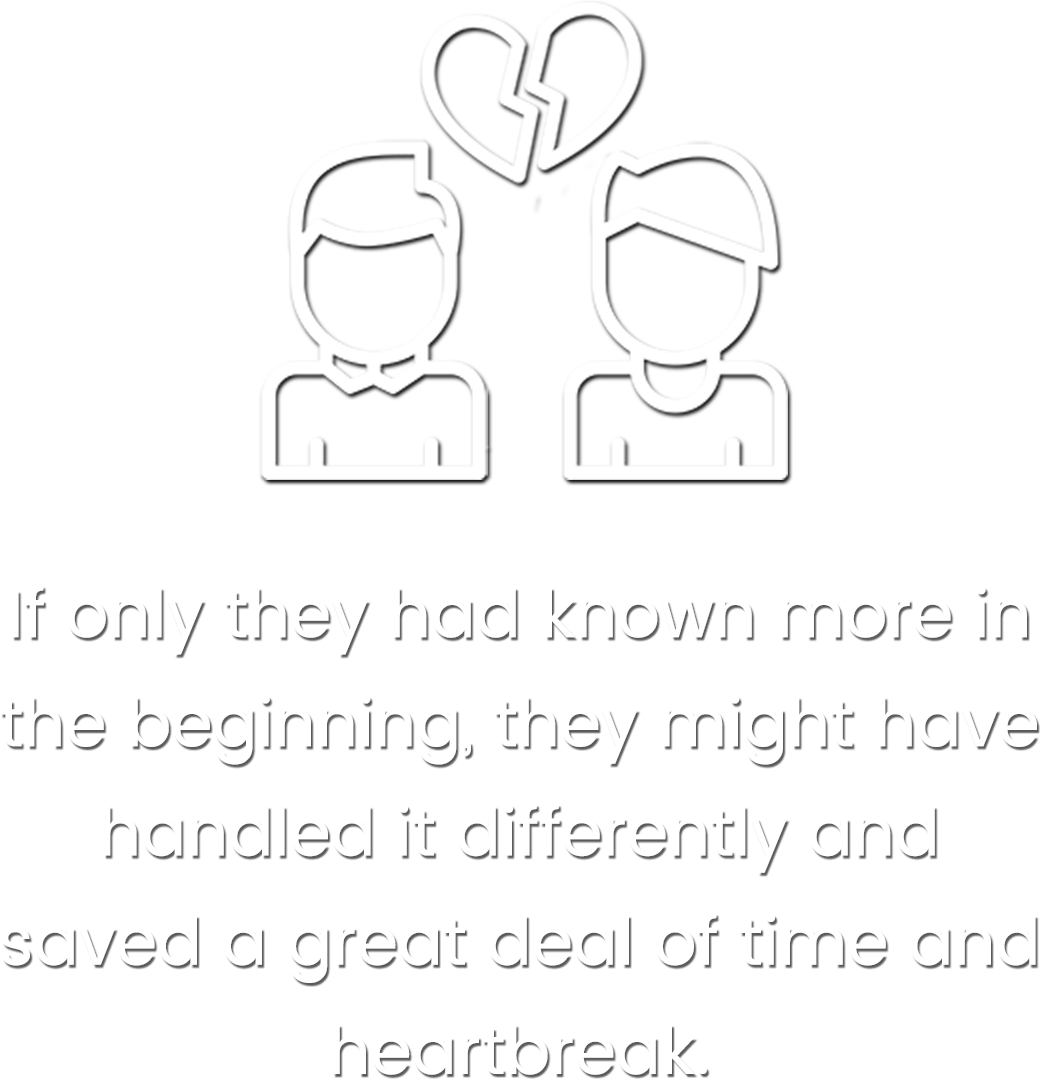 If only they had known more in
the beginning, they might have
handled it differently and
saved a great deal of time and
heartbreak.